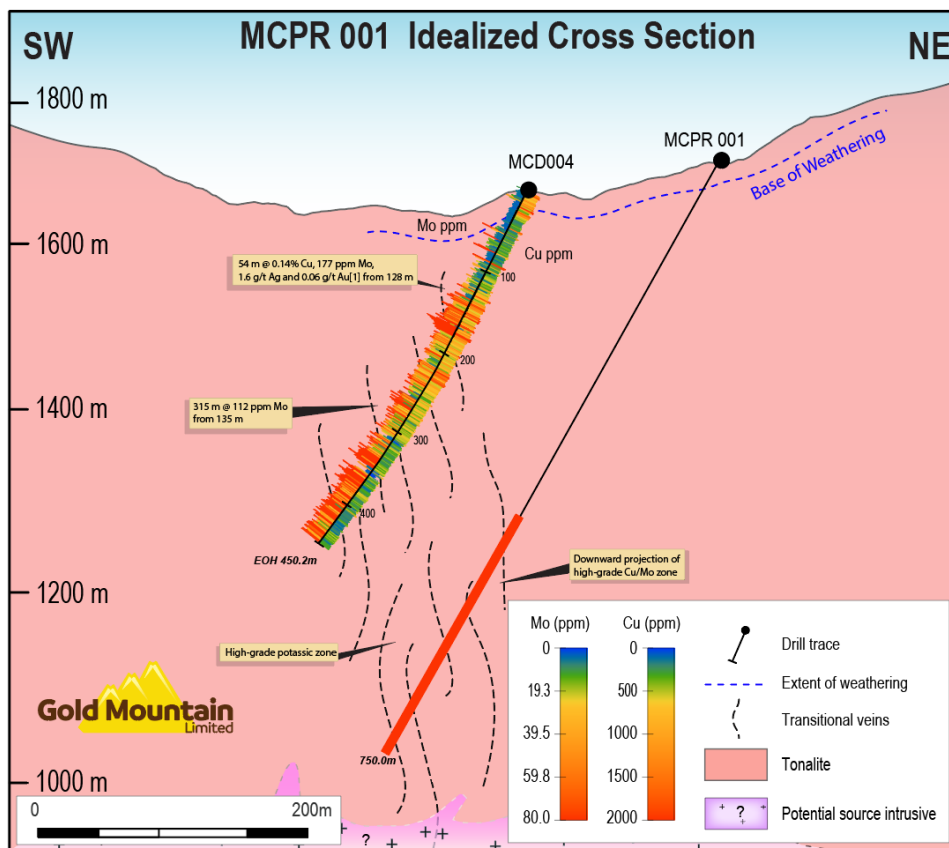 SW
MCPR 001 Idealized Cross Section
NE
1800 m
MCD004
MCPR 001
Base of Weathering
Mo ppm
1600 m
Cu ppm
54 m @ 0.14% Cu, 177 ppm Mo,
1.6 g/t Ag and 0.06 g/t Au[1] from 128 m
100
200
1400 m
315 m @ 112 ppm Mo
from 135 m
300
400
EOH 450.2m
Downward projection of
high-grade Cu/Mo zone
1200 m
High-grade potassic zone
Gold Mountain
Limited
750.0m
1000 m
0
200m
?
Mo (ppm)
0
19.3
39.5
59.8
80.0
Cu (ppm)
0
500
1000
1500
2000
Drill trace
Extent of weathering
Transitional veins
Tonalite
?
Potential source intrusive